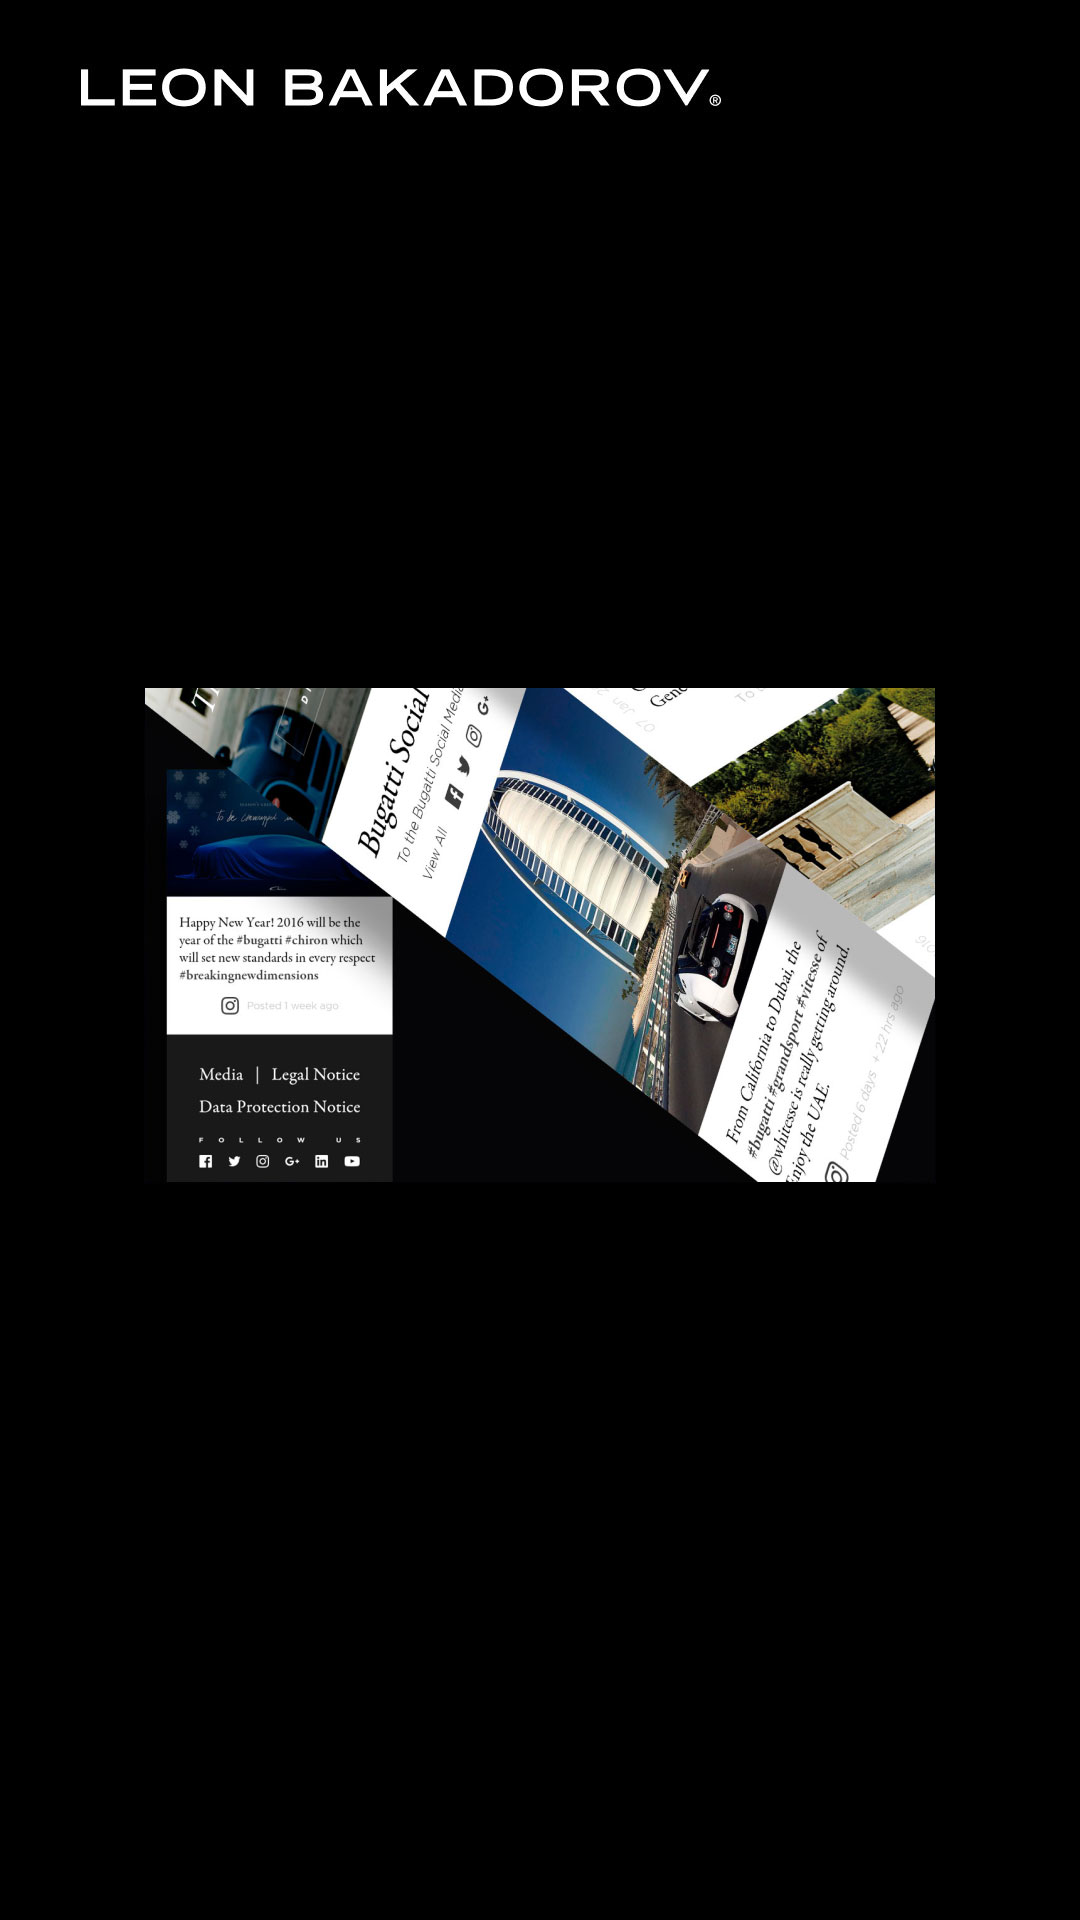 LEON BAKADOROV®
Bugatti Social
To the Bugatti Social Media
View All
07 Jan
To
SEASON'S
to be
Happy New Year! 2016 will be the
year of the #bugatti #chiron which
will set new standards in every respect
#breakingnewdimensions
Posted 1 week ago
Media | Legal Notice
Data Protection Notice
FOLLOW US
G+
From California to Dubai, the
#bugatti #grandsport #vitesse of
@whitesse is really getting around.
Enjoy the UAE.
Posted 6 days + 22 hrs ago